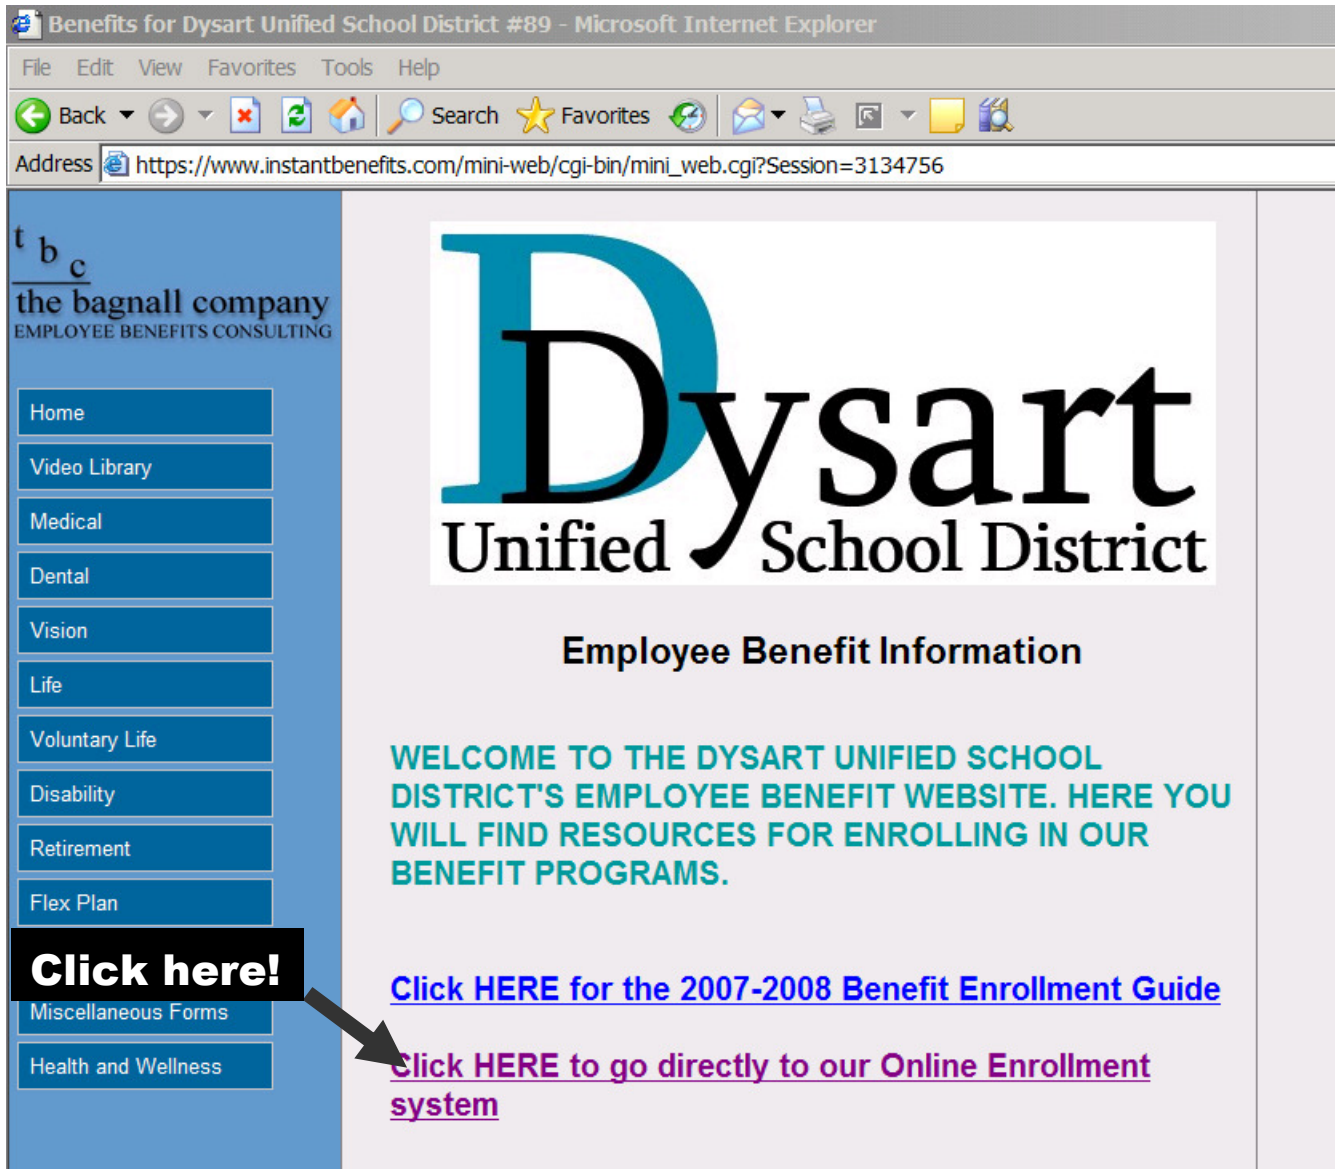 Benefits for Dysart Unified School District #89 - Microsoft Internet Explorer
File Edit View Favorites Tools Help
Back Search Favorites
Address https://www.instantbenefits.com/mini-web/cgi-bin/mini_web.cgi?Session=3134756
t b c
the bagnall company
EMPLOYEE BENEFITS CONSULTING
Home
Video Library
Medical
Dental
Vision
Life
Voluntary Life
Disability
Retirement
Flex Plan
Click here!
Miscellaneous Forms
Health and Wellness
D
Dysart
Unified School District
Employee Benefit Information
WELCOME TO THE DYSART UNIFIED SCHOOL
DISTRICT'S EMPLOYEE BENEFIT WEBSITE. HERE YOU
WILL FIND RESOURCES FOR ENROLLING IN OUR
BENEFIT PROGRAMS.
Click HERE for the 2007-2008 Benefit Enrollment Guide
Click HERE to go directly to our Online Enrollment
system